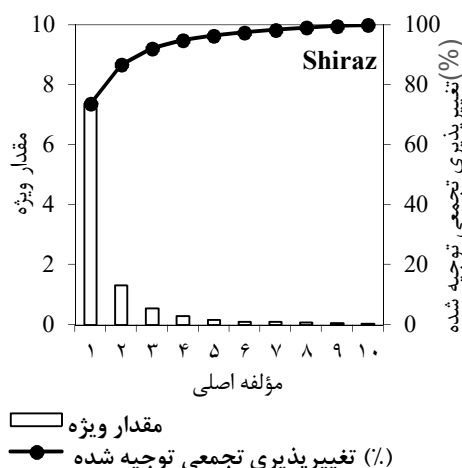 10
8
6
4
2
0
100
80
60
40
20
0
Shiraz
مقدار ویژه
تغییرپذیری تجمعی توجیه شده (%)
۱ ۲ ۳ ۴ ۵ ۶ ۷ ۸ ۹ ۱۰
مؤلفه اصلی
مقدار ویژه
تغییرپذیری تجمعی توجیه شده (٪)